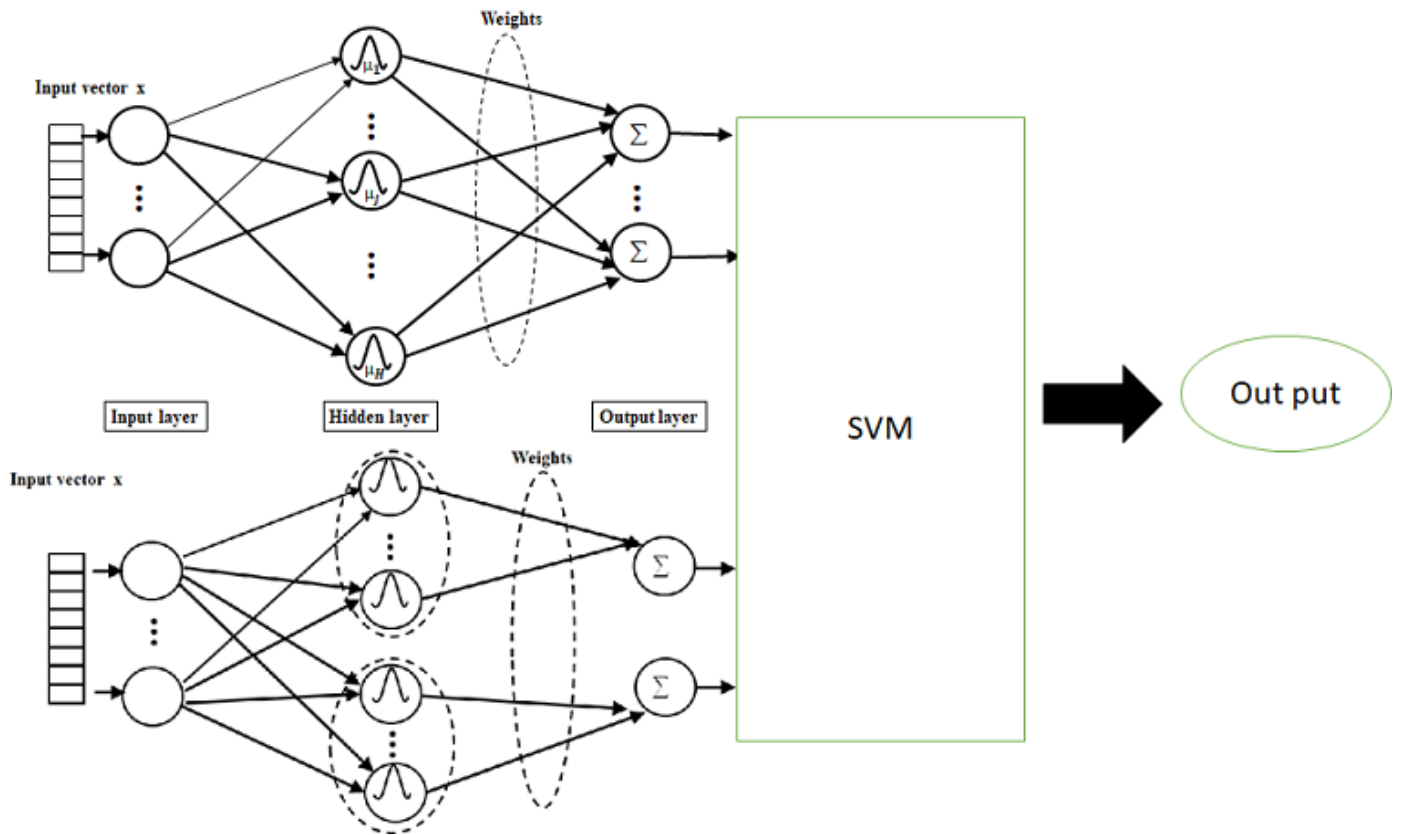 Weights
Input vector x
μ1
μJ
μH
Σ
Σ
Input layer
Hidden layer
Output layer
SVM
Out put
Weights
Input vector x
Σ
Σ